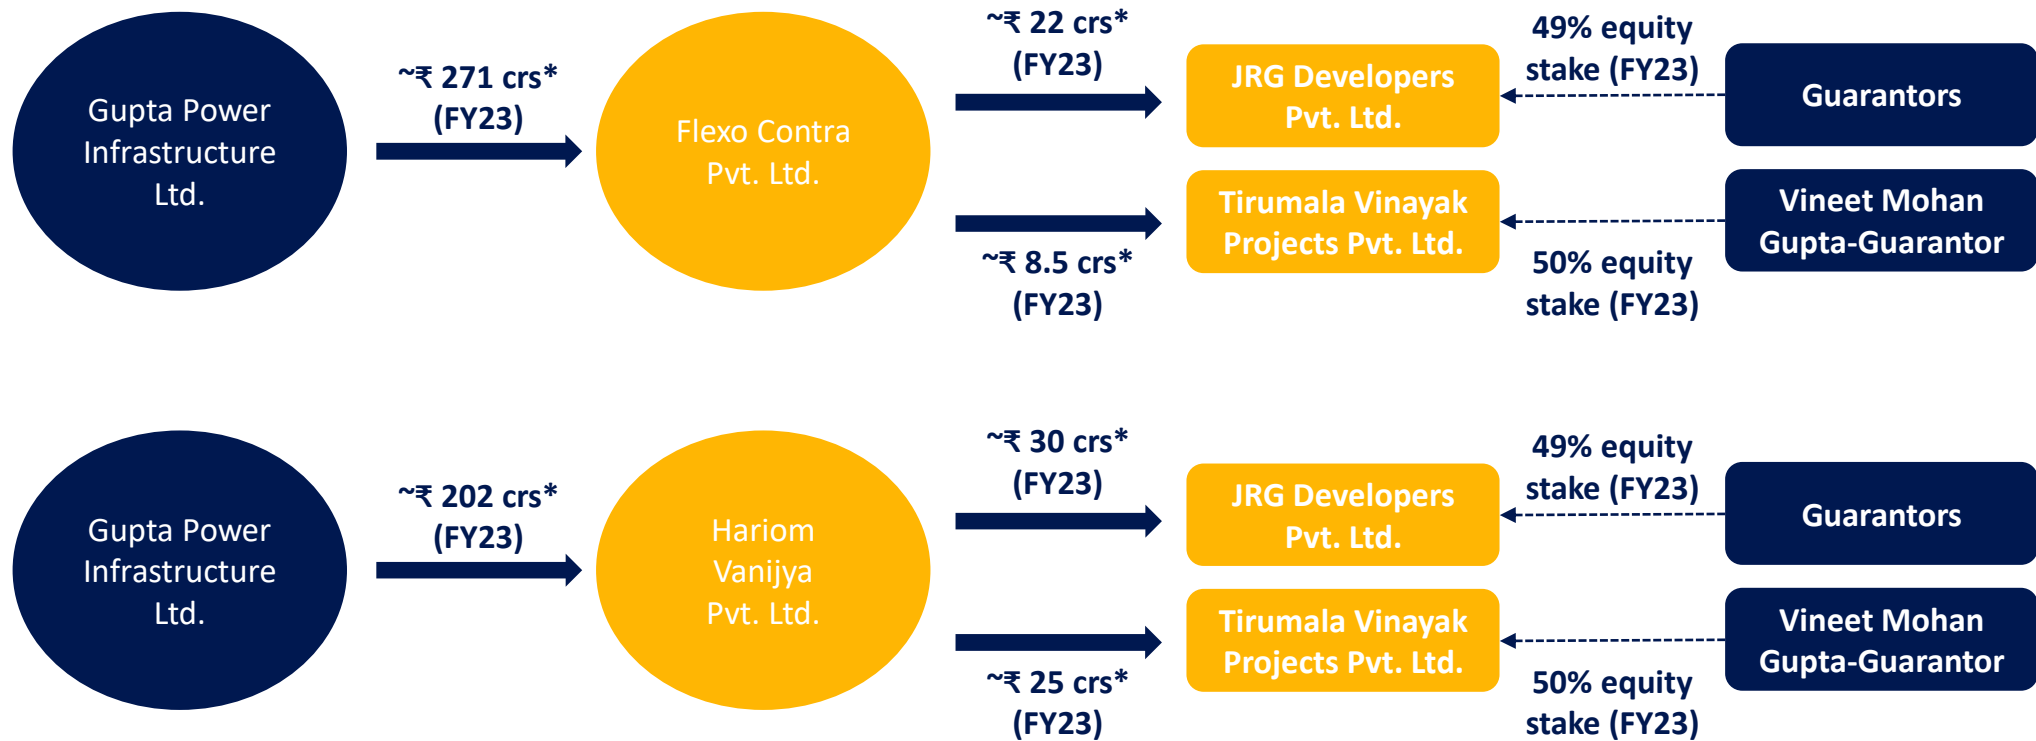 Gupta Power
Infrastructure
Ltd.
~₹ 271 crs*
(FY23)
Flexo Contra
Pvt. Ltd.
~₹ 22 crs*
(FY23)
JRG Developers
Pvt. Ltd.
49% equity
stake (FY23)
Guarantors
~₹ 8.5 crs*
(FY23)
Tirumala Vinayak
Projects Pvt. Ltd.
50% equity
stake (FY23)
Vineet Mohan
Gupta-Guarantor
Gupta Power
Infrastructure
Ltd.
~₹ 202 crs*
(FY23)
Hariom
Vanijya
Pvt. Ltd.
~₹ 30 crs*
(FY23)
JRG Developers
Pvt. Ltd.
49% equity
stake (FY23)
Guarantors
~₹ 25 crs*
(FY23)
Tirumala Vinayak
Projects Pvt. Ltd.
50% equity
stake (FY23)
Vineet Mohan
Gupta-Guarantor